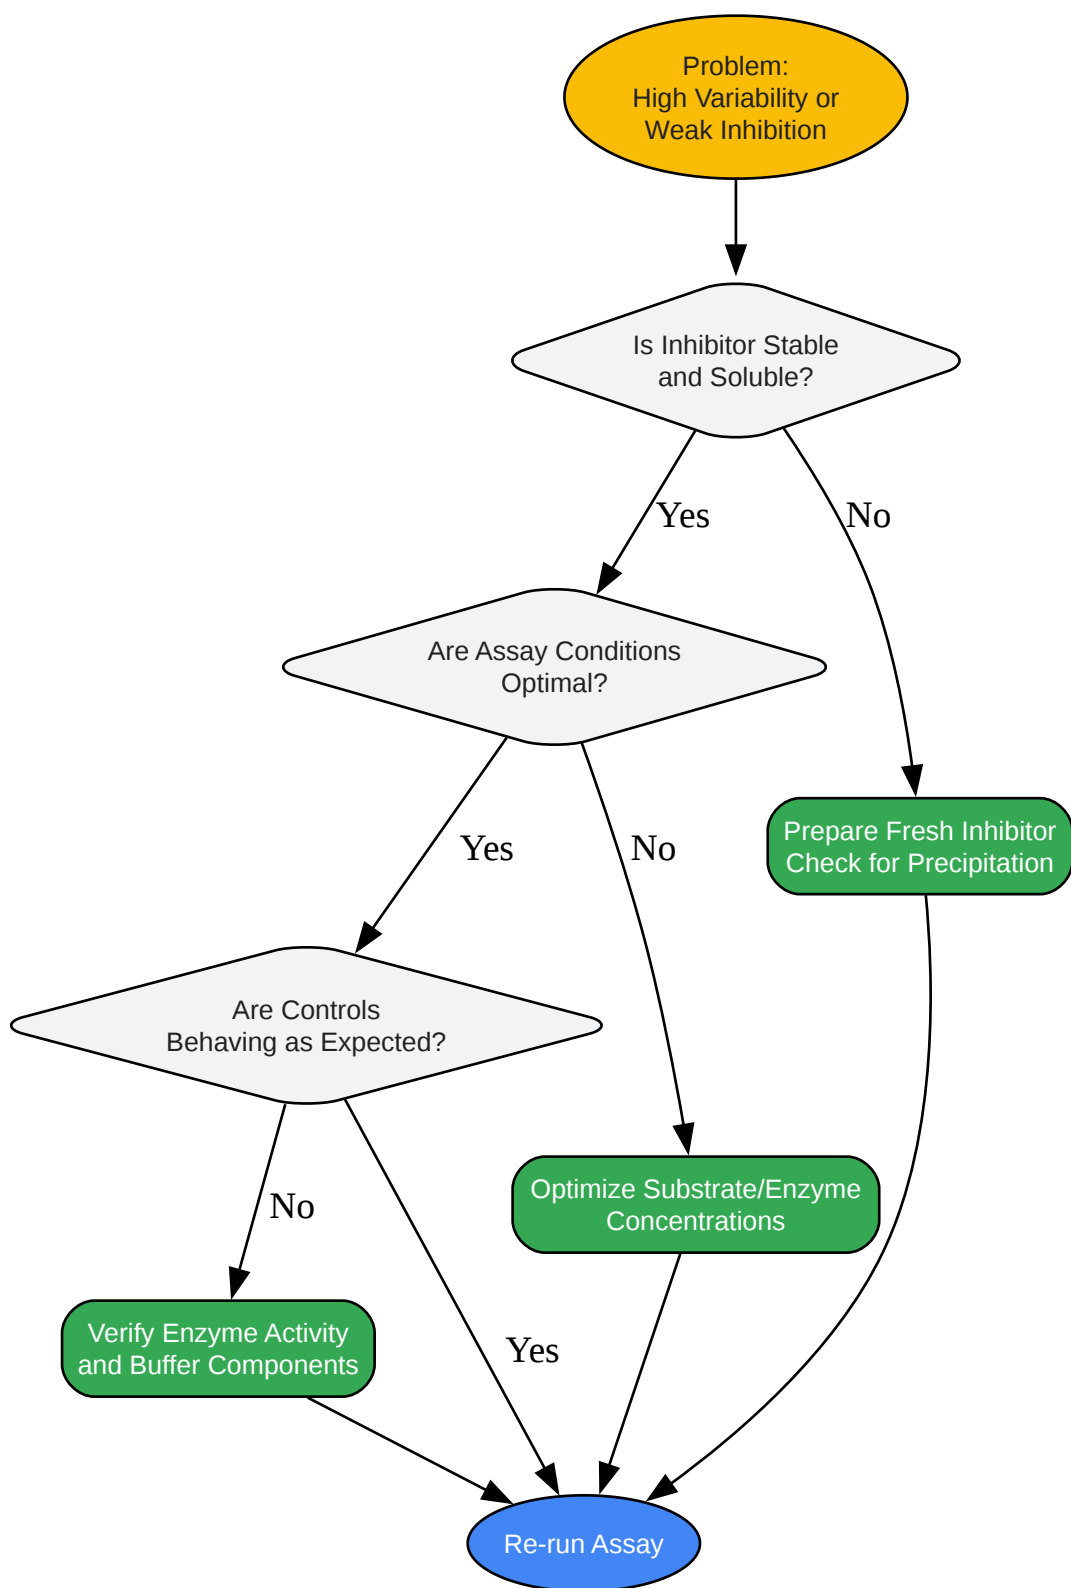 Problem:
High Variability or
Weak Inhibition
Is Inhibitor Stable
and Soluble?
Yes
No
Are Assay Conditions
Optimal?
Yes
No
Prepare Fresh Inhibitor
Check for Precipitation
Are Controls
Behaving as Expected?
No
Yes
Optimize Substrate/Enzyme
Concentrations
Verify Enzyme Activity
and Buffer Components
Re-run Assay